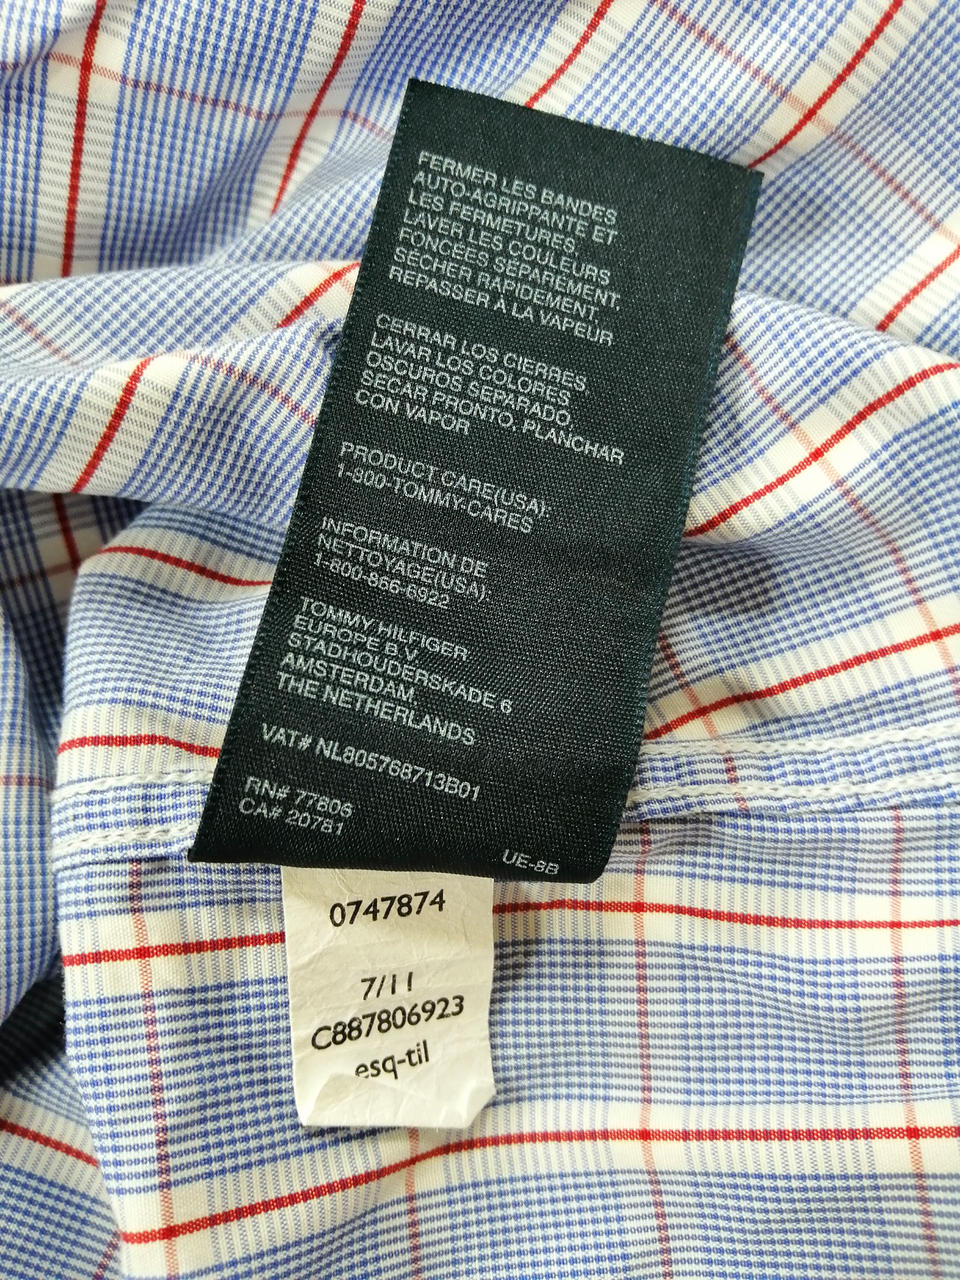 FERMER LES BANDES
AUTO-AGRIPPANTE ET
LES FERMETURES,
LAVER LES COULEURS
FONCÉES SÉPARÉMENT,
SÉCHER RAPIDEMENT,
REPASSER À LA VAPEUR
CERRAR LOS CIERRES,
LAVAR LOS COLORES
OSCUROS SEPARADO,
SECAR PRONTO, PLANCHAR
CON VAPOR
PRODUCT CARE(USA):
1-800-TOMMY-CARES
INFORMATION DE
NETTOYAGE(USA):
1-800-866-6922
TOMMY HILFIGER
EUROPE B.V.
STADHOUDERSKADE 6
AMSTERDAM,
THE NETHERLANDS
VAT# NL805768713B01
RN# 77806
CA# 20781
UE-8B
0747874
7/11
C887806923
esq-til